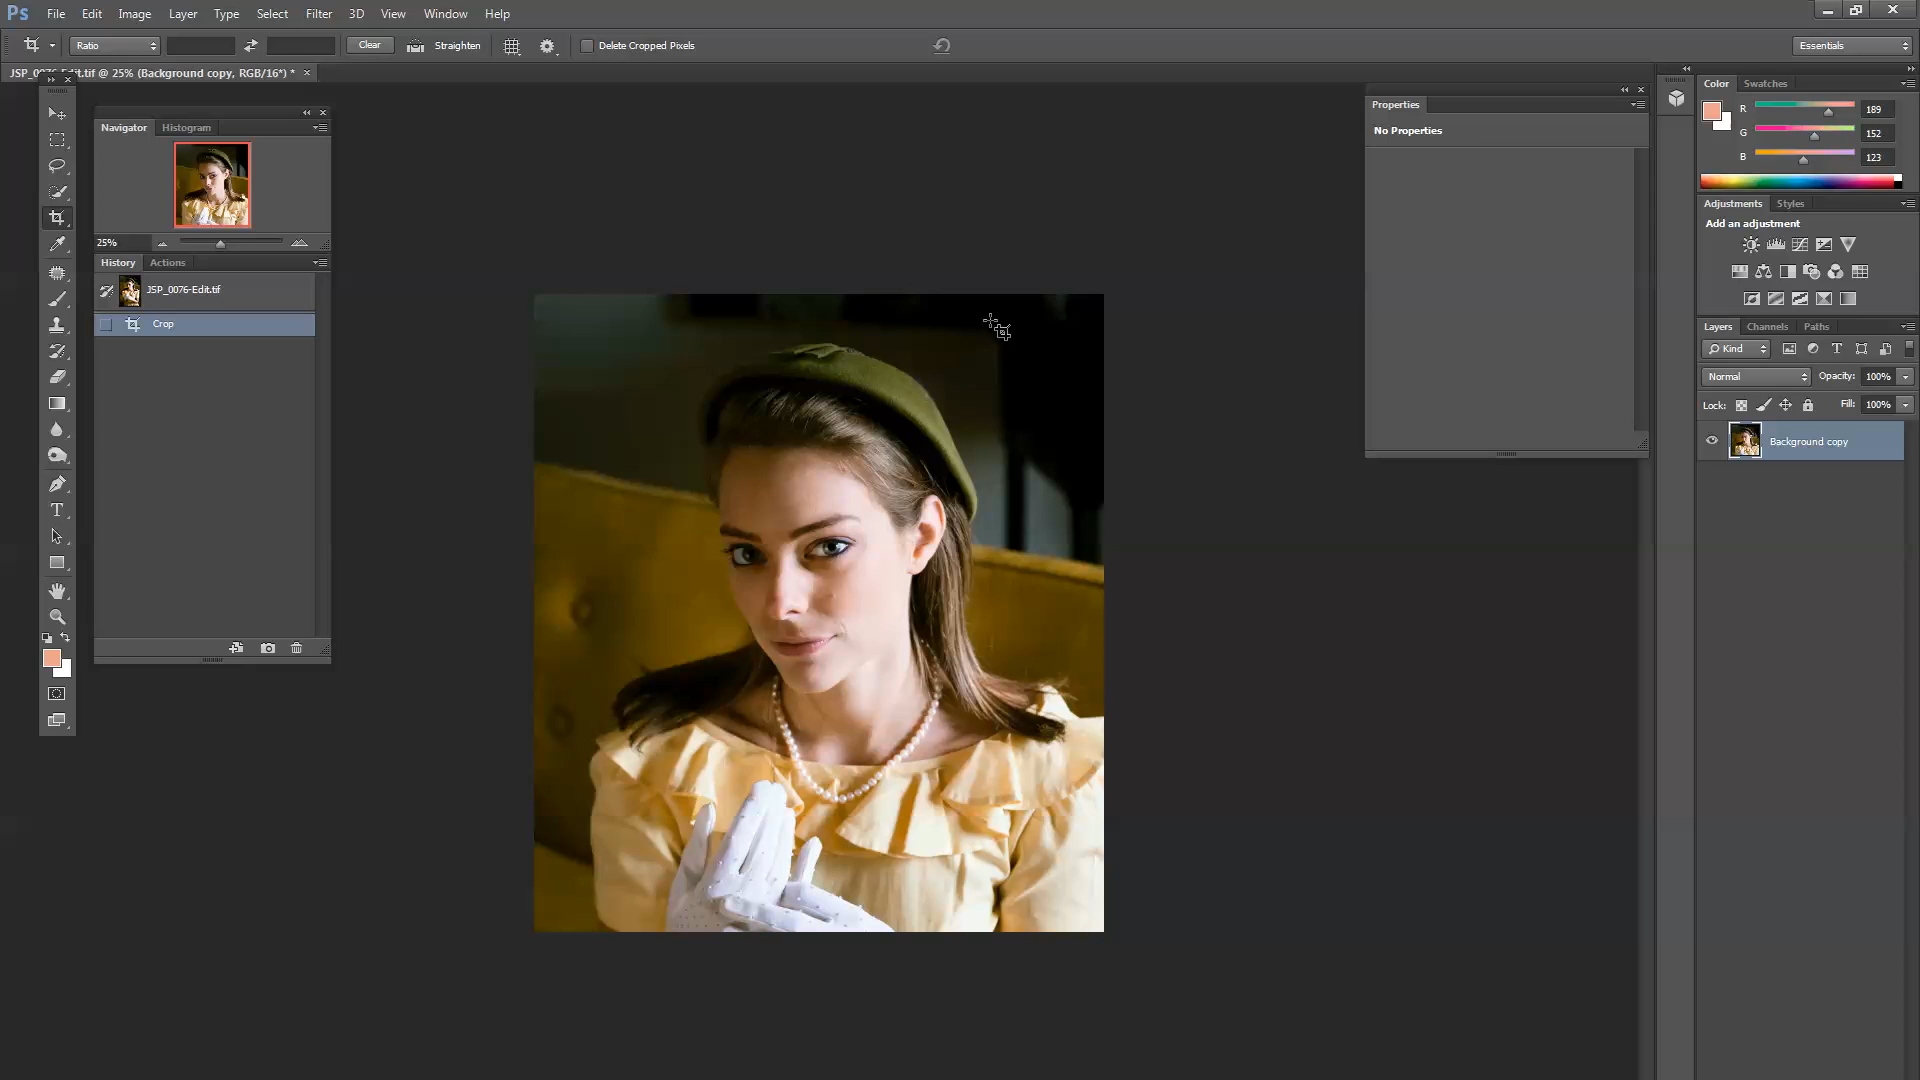 Ps File Edit Image Layer Type Select Filter 3D View Window Help
Ratio Clear Straighten Delete Cropped Pixels Essentials
JSP_0076-Edit.tif @ 25% (Background copy, RGB/16*) * ×
Navigator Histogram
25%
History Actions
JSP_0076-Edit.tif
Crop
T
Properties
No Properties
Color Swatches
R 189
G 152
B 123
Adjustments Styles
Add an adjustment
Layers Channels Paths
Kind T
Normal Opacity: 100%
Lock: Fill: 100%
Background copy